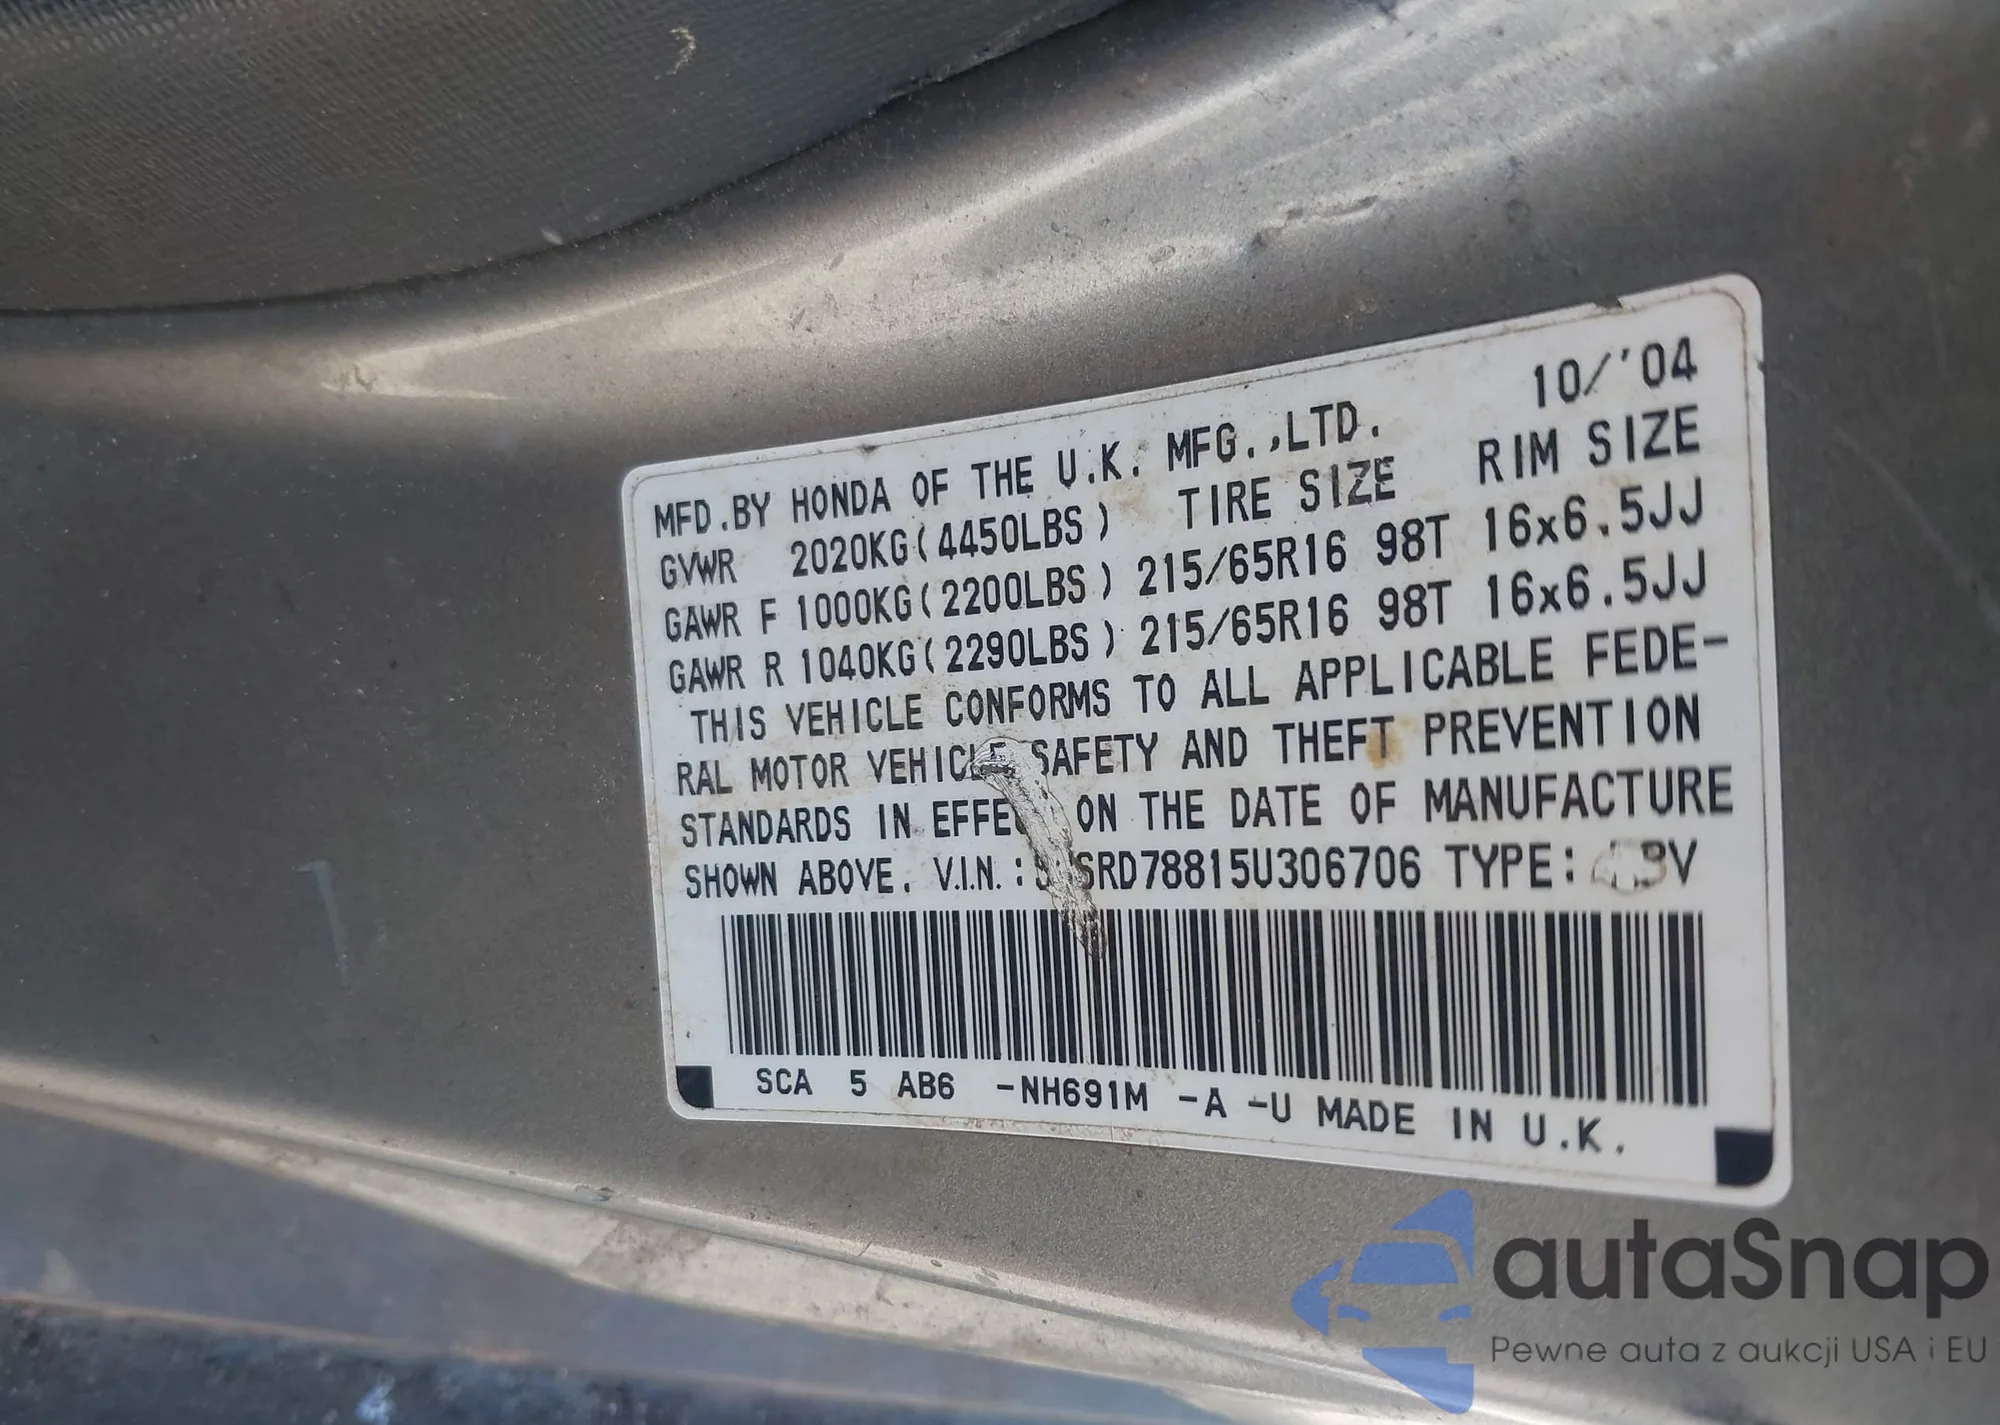 10/'04
MFD.BY HONDA OF THE U.K. MFG.,LTD.
GVWR 2020KG(4450LBS) TIRE SIZE RIM SIZE
GAWR F 1000KG(2200LBS) 215/65R16 98T 16x6.5JJ
GAWR R 1040KG(2290LBS) 215/65R16 98T 16x6.5JJ
THIS VEHICLE CONFORMS TO ALL APPLICABLE FEDE-
RAL MOTOR VEHICLE SAFETY AND THEFT PREVENTION
STANDARDS IN EFFECT ON THE DATE OF MANUFACTURE
SHOWN ABOVE. V.I.N.: TYPE:
SCA 5 AB6 -NH691M -A -U MADE IN U.K.
autaSnap
Pewne auta z aukcji USA i EU